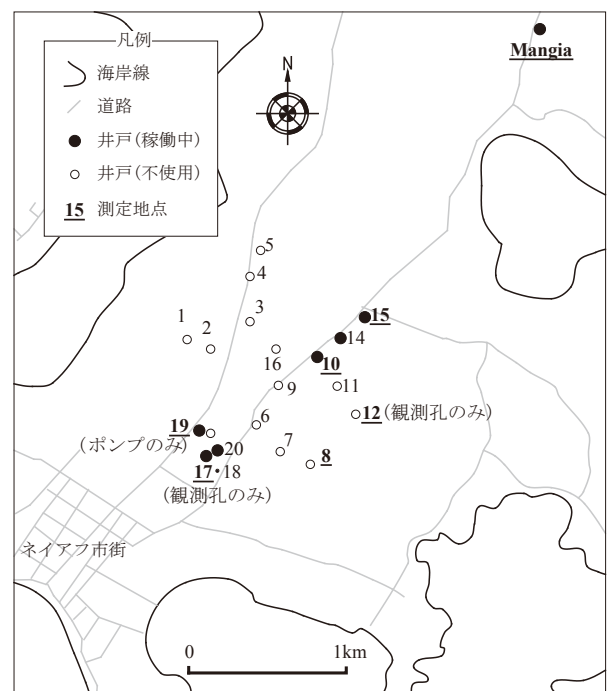 凡例
海岸線
道路
井戸(稼働中)
井戸(不使用)
15 測定地点
N
Mangia
5
4
3
1
2
15
14
16
10
9
11
12(観測孔のみ)
19
6
(ポンプのみ)
20
7
8
17・18
(観測孔のみ)
ネイアフ市街
0 1km